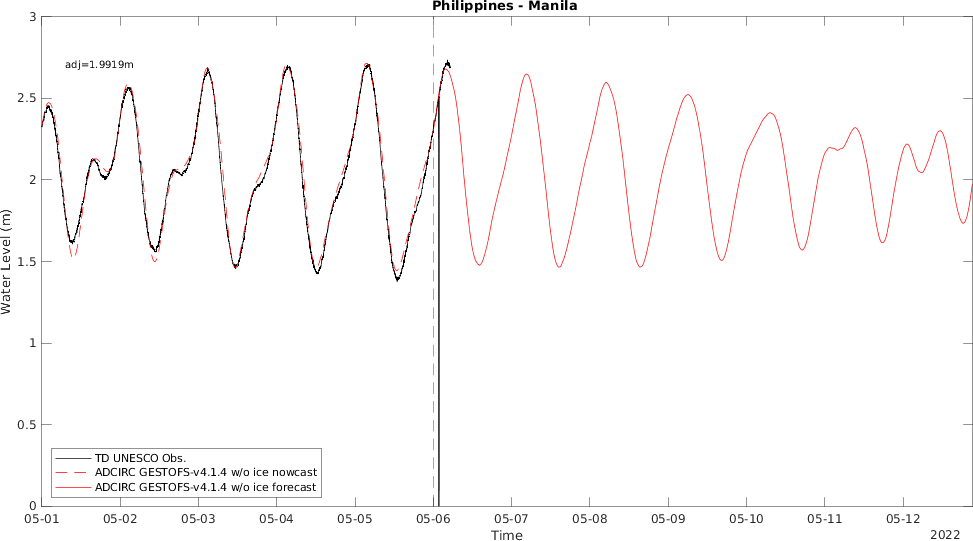 Philippines - Manila
3
adj=1.9919m
2.5
2
1.5
1
0.5
0
Water Level (m)
TD UNESCO Obs.
ADCIRC GESTOFS-v4.1.4 w/o ice nowcast
ADCIRC GESTOFS-v4.1.4 w/o ice forecast
05-01 05-02 05-03 05-04 05-05 05-06 05-07 05-08 05-09 05-10 05-11 05-12
Time
2022